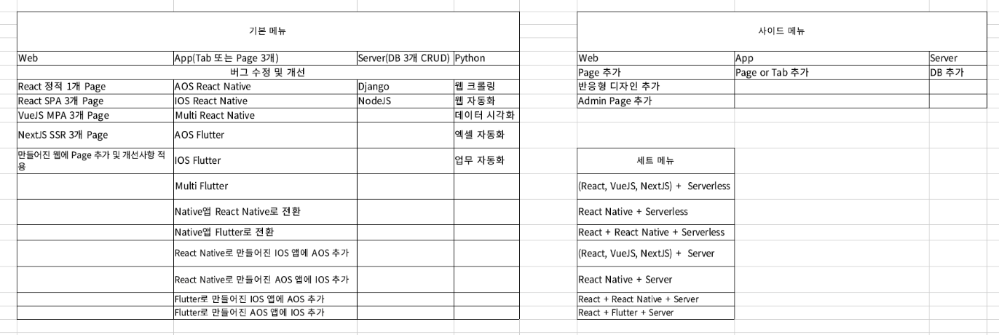 기본 메뉴
Web App(Tab 또는 Page 3개) Server(DB 3개 CRUD) Python
버그 수정 및 개선
React 정적 1개 Page AOS React Native Django 웹 크롤링
React SPA 3개 Page IOS React Native NodeJS 웹 자동화
VueJS MPA 3개 Page Multi React Native 데이터 시각화
NextJS SSR 3개 Page AOS Flutter 엑셀 자동화
만들어진 웹에 Page 추가 및 개선사항 적
용
IOS Flutter 업무 자동화
Multi Flutter
Native앱 React Native로 전환
Native앱 Flutter로 전환
React Native로 만들어진 IOS 앱에 AOS 추가
React Native로 만들어진 AOS 앱에 IOS 추가
Flutter로 만들어진 IOS 앱에 AOS 추가
Flutter로 만들어진 AOS 앱에 IOS 추가
사이드 메뉴
Web App Server
Page 추가 Page or Tab 추가 DB 추가
반응형 디자인 추가
Admin Page 추가
세트 메뉴
(React, VueJS, NextJS) + Serverless
React Native + Serverless
React + React Native + Serverless
(React, VueJS, NextJS) + Server
React Native + Server
React + React Native + Server
React + Flutter + Server